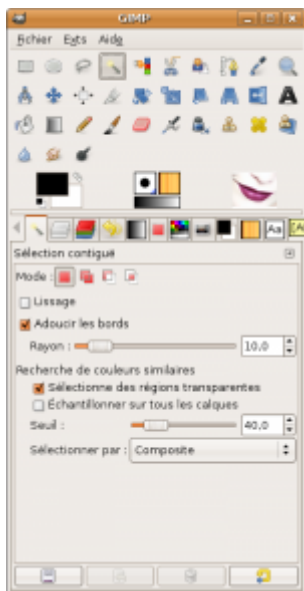 GIMP
Fichier Exts Aide
A
Aa
Sélection contiguë
Mode :
Lissage
Adoucir les bords
Rayon : 10,0
Recherche de couleurs similaires
Sélectionne des régions transparentes
Échantillonner sur tous les calques
Seuil : 40,0
Sélectionner par : Composite